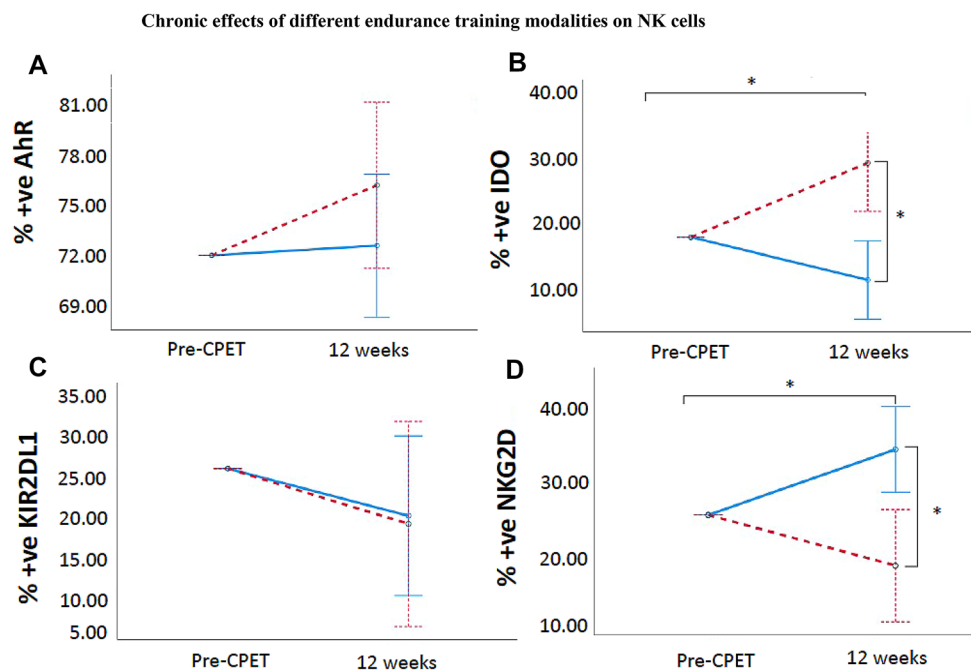 Chronic effects of different endurance training modalities on NK cells
A
% +ve AhR
81.00
78.00
75.00
72.00
69.00
Pre-CPET 12 weeks
B
% +ve IDO
40.00
30.00
20.00
10.00
*
*
Pre-CPET 12 weeks
C
% +ve KIR2DL1
35.00
30.00
25.00
20.00
15.00
10.00
5.00
Pre-CPET 12 weeks
D
% +ve NKG2D
40.00
30.00
20.00
10.00
*
*
Pre-CPET 12 weeks